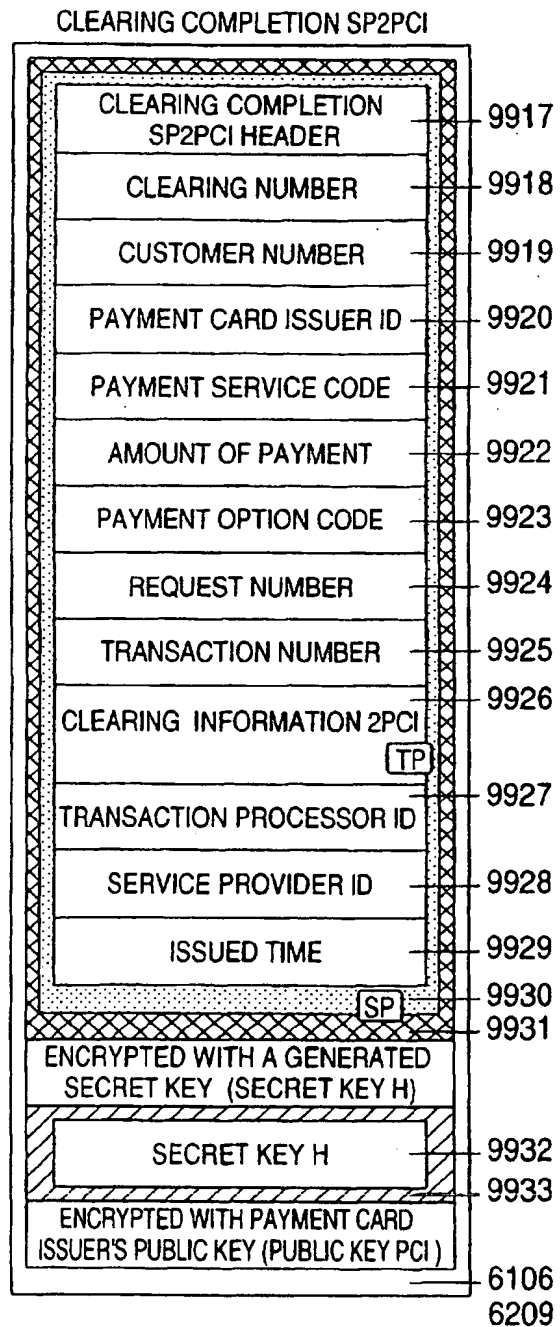 CLEARING COMPLETION SP2PCI
CLEARING COMPLETION
SP2PCI HEADER
9917
CLEARING NUMBER
9918
CUSTOMER NUMBER
9919
PAYMENT CARD ISSUER ID
9920
PAYMENT SERVICE CODE
9921
AMOUNT OF PAYMENT
9922
PAYMENT OPTION CODE
9923
REQUEST NUMBER
9924
TRANSACTION NUMBER
9925
9926
CLEARING INFORMATION 2PCI
TP
9927
TRANSACTION PROCESSOR ID
SERVICE PROVIDER ID
9928
ISSUED TIME
9929
9930
SP
9931
ENCRYPTED WITH A GENERATED
SECRET KEY (SECRET KEY H)
SECRET KEY H
9932
9933
ENCRYPTED WITH PAYMENT CARD
ISSUER'S PUBLIC KEY (PUBLIC KEY PCI )
6106
6209